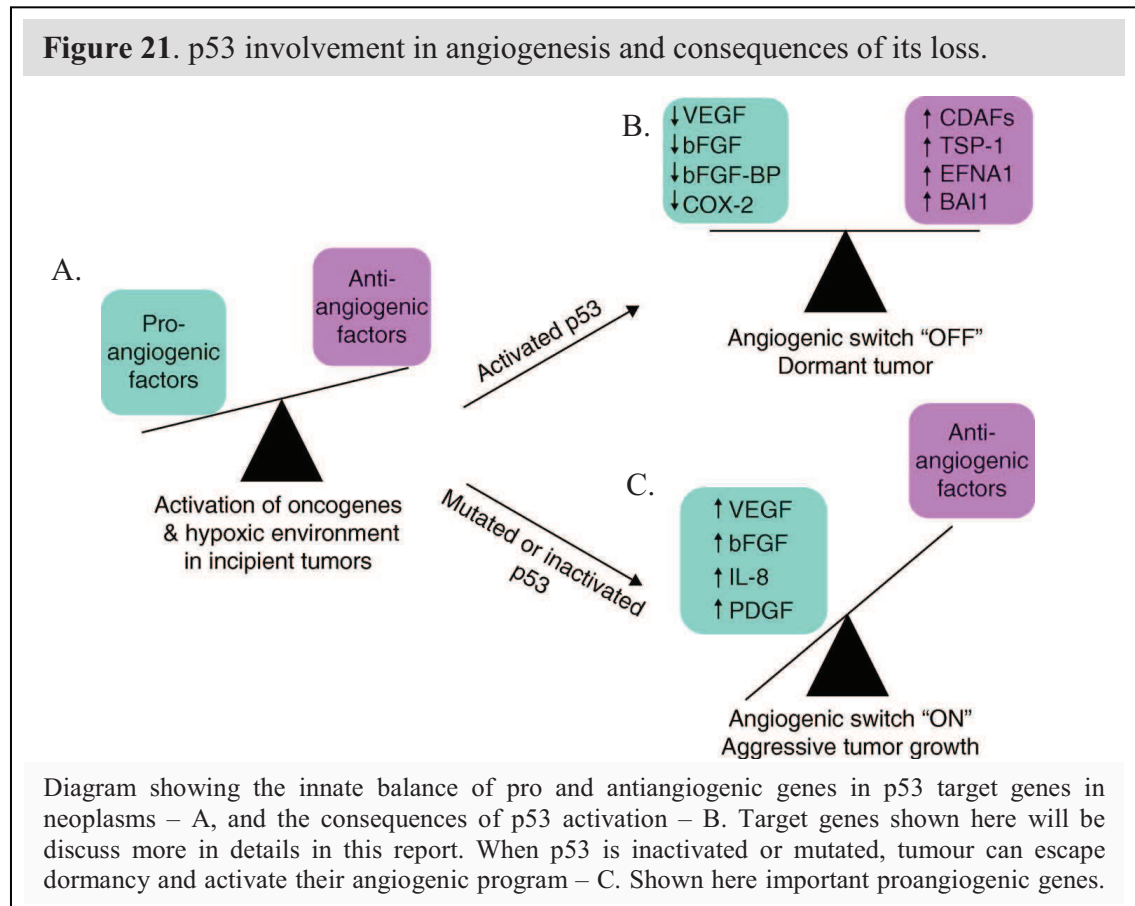 Figure 21. p53 involvement in angiogenesis and consequences of its loss.
A.
Pro-
angiogenic
factors
Anti-
angiogenic
factors
Activation of oncogenes
& hypoxic environment
in incipient tumors
Activated p53
Mutated or inactivated
p53
B.
↓VEGF
↓bFGF
↓bFGF-BP
↓COX-2
↑ CDAFs
↑ TSP-1
↑ EFNA1
↑ BAI1
Angiogenic switch "OFF"
Dormant tumor
C.
↑ VEGF
↑ bFGF
↑ IL-8
↑ PDGF
Anti-
angiogenic
factors
Angiogenic switch "ON"
Aggressive tumor growth
Diagram showing the innate balance of pro and antiangiogenic genes in p53 target genes in
neoplasms – A, and the consequences of p53 activation – B. Target genes shown here will be
discuss more in details in this report. When p53 is inactivated or mutated, tumour can escape
dormancy and activate their angiogenic program – C. Shown here important proangiogenic genes.